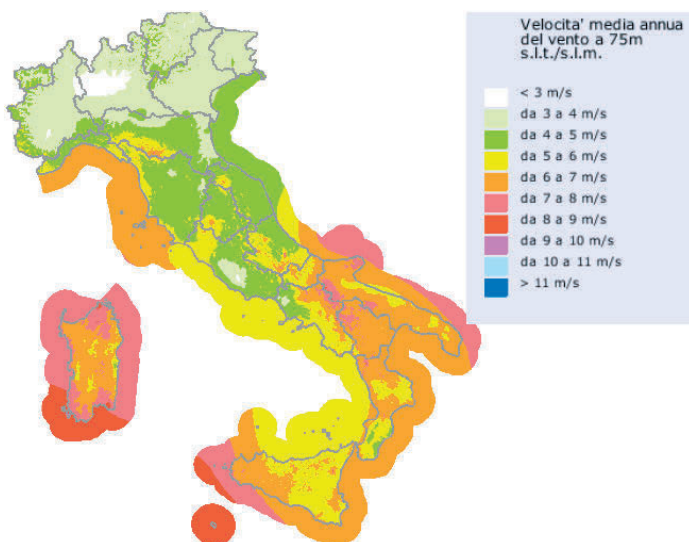 Velocita' media annua
del vento a 75m
s.l.t./s.l.m.
< 3 m/s
da 3 a 4 m/s
da 4 a 5 m/s
da 5 a 6 m/s
da 6 a 7 m/s
da 7 a 8 m/s
da 8 a 9 m/s
da 9 a 10 m/s
da 10 a 11 m/s
> 11 m/s